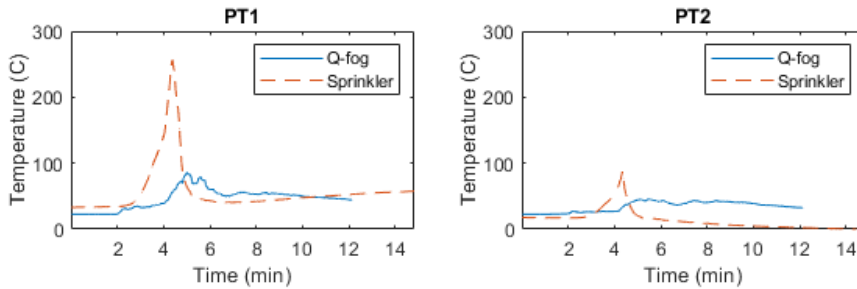 PT1
300
200
100
0
Temperature (C)
Q-fog
Sprinkler
2 4 6 8 10 12 14
Time (min)
PT2
300
200
100
0
Temperature (C)
Q-fog
Sprinkler
2 4 6 8 10 12 14
Time (min)